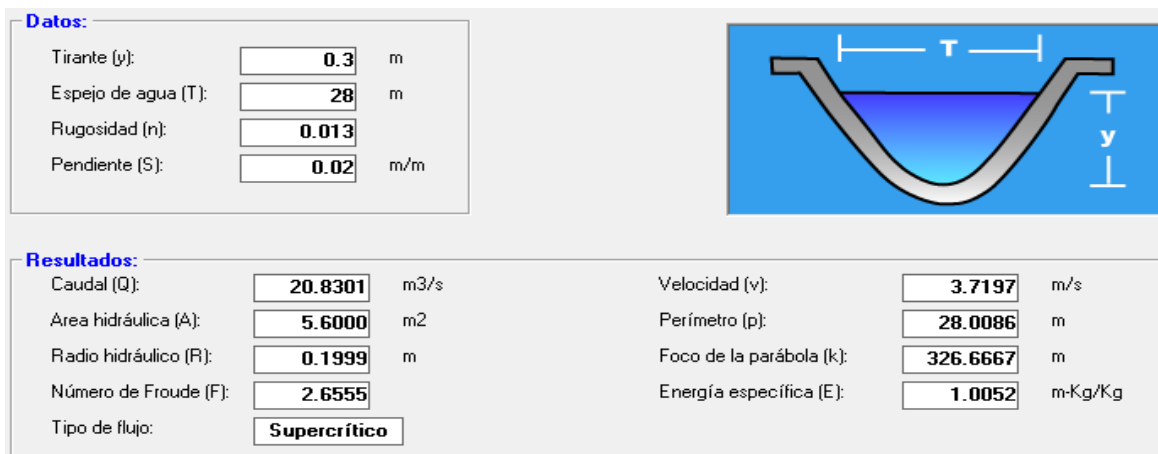 Datos:
Tirante (y): 0.3 m
Espejo de agua (T): 28 m
Rugosidad (n): 0.013
Pendiente (S): 0.02 m/m
T
y
Resultados:
Caudal (Q): 20.8301 m3/s Velocidad (v): 3.7197 m/s
Area hidráulica (A): 5.6000 m2 Perímetro (p): 28.0086 m
Radio hidráulico (R): 0.1999 m Foco de la parábola (k): 326.6667 m
Número de Froude (F): 2.6555 Energía específica (E): 1.0052 m-Kg/Kg
Tipo de flujo: Supercrítico